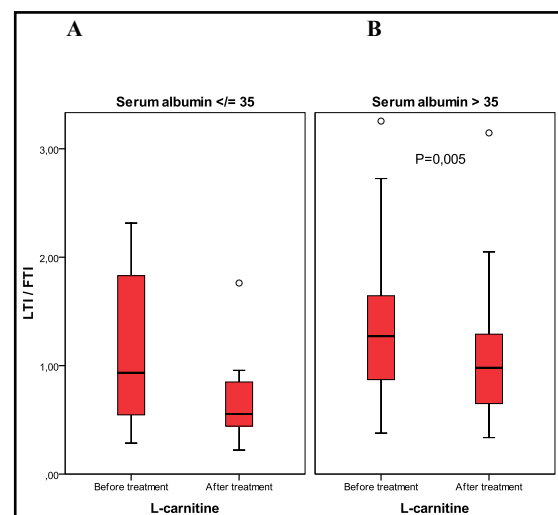 A
B
Serum albumin </= 35
Serum albumin > 35
3,00
2,00
1,00
,00
LTI / FTI
P=0,005
Before treatment
After treatment
Before treatment
After treatment
L-carnitine
L-carnitine